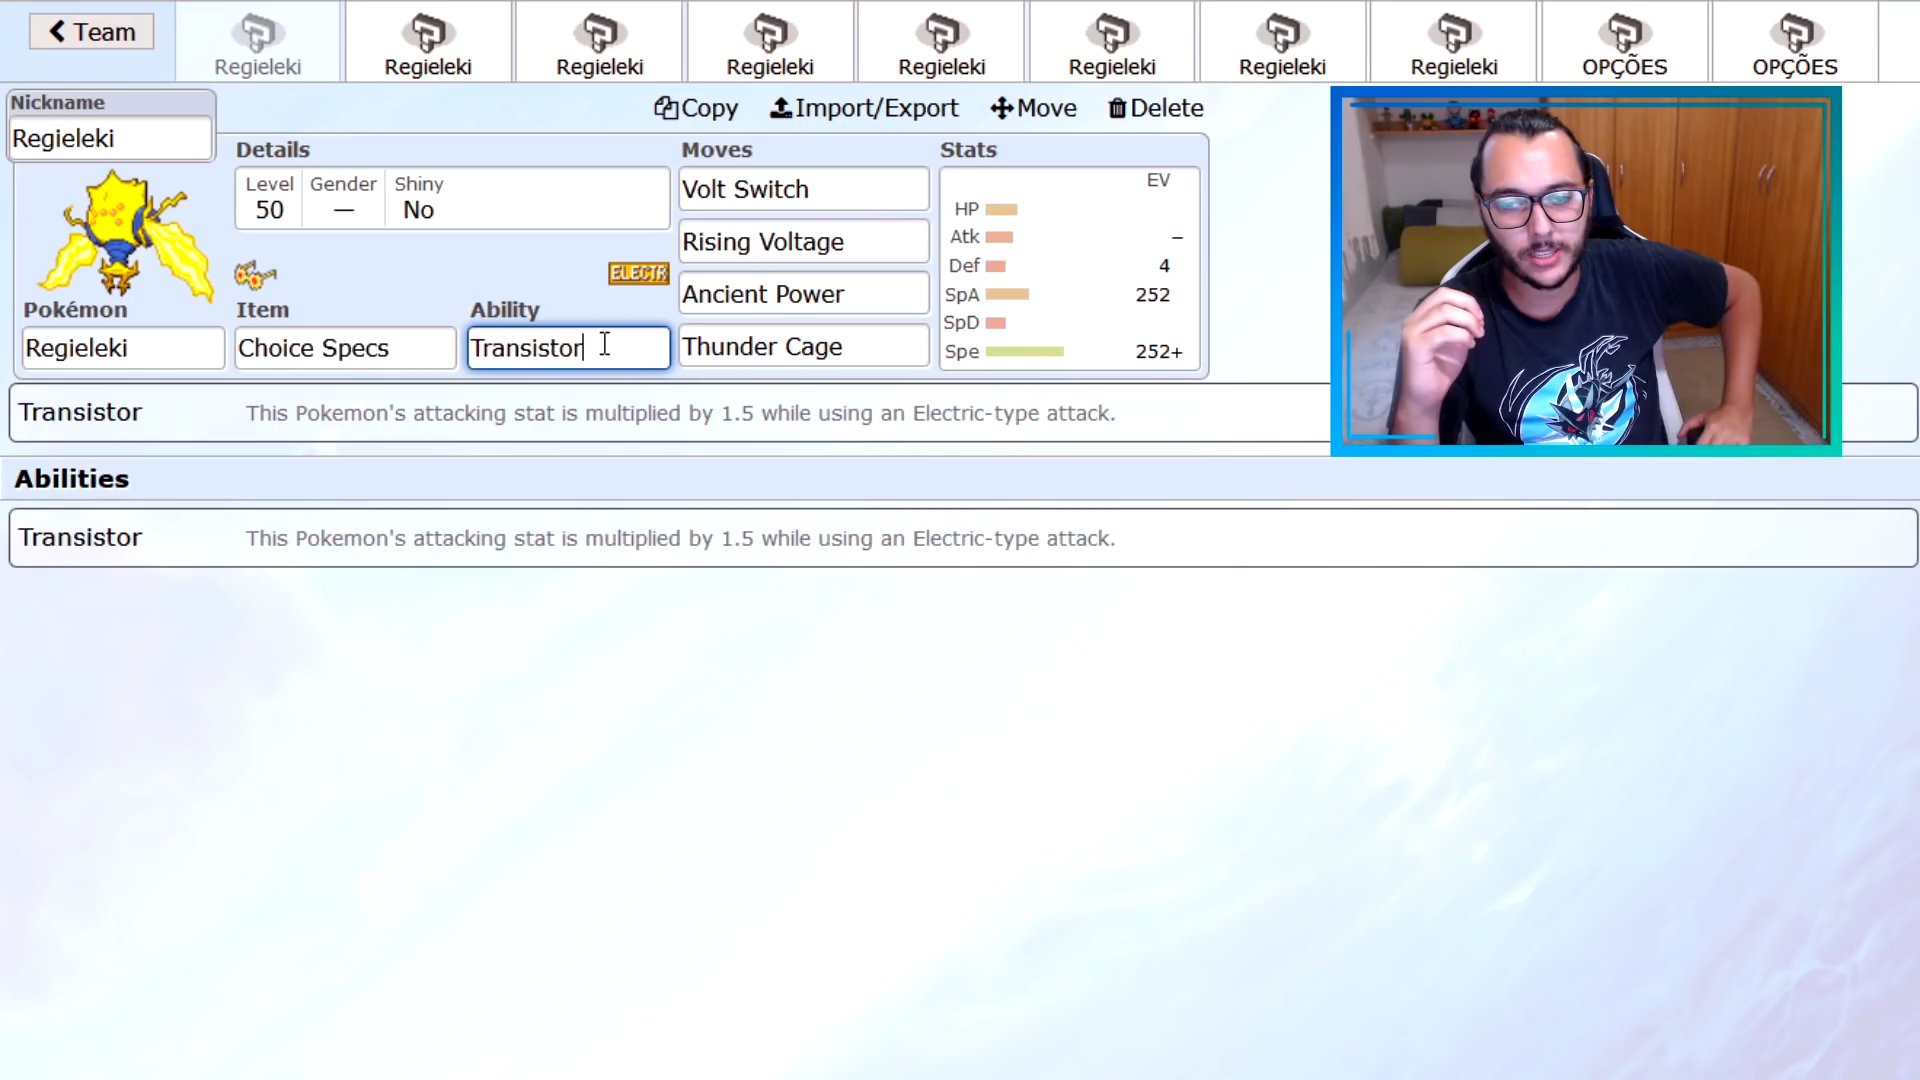 Team
Regieleki
Regieleki
Regieleki
Regieleki
Regieleki
Regieleki
Regieleki
Regieleki
OPÇÕES
OPÇÕES
Nickname
Regieleki
Copy
Import/Export
Move
Delete
Details
Level
50
Gender
—
Shiny
No
ELECTR
Pokémon
Regieleki
Item
Choice Specs
Ability
Transistor
Moves
Volt Switch
Rising Voltage
Ancient Power
Thunder Cage
Stats
EV
HP
Atk –
Def 4
SpA 252
SpD
Spe 252+
Transistor This Pokemon's attacking stat is multiplied by 1.5 while using an Electric-type attack.
Abilities
Transistor This Pokemon's attacking stat is multiplied by 1.5 while using an Electric-type attack.